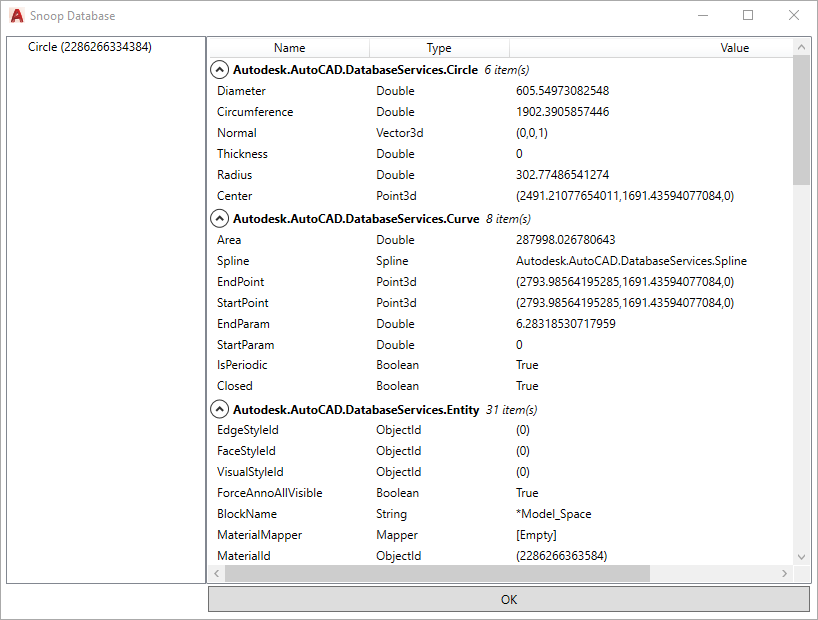 Snoop Database
Circle (2286266334384)
Name Type Value
Autodesk.AutoCAD.DatabaseServices.Circle 6 item(s)
Diameter Double 605.54973082548
Circumference Double 1902.3905857446
Normal Vector3d (0,0,1)
Thickness Double 0
Radius Double 302.77486541274
Center Point3d (2491.21077654011,1691.43594077084,0)
Autodesk.AutoCAD.DatabaseServices.Curve 8 item(s)
Area Double 287998.026780643
Spline Spline Autodesk.AutoCAD.DatabaseServices.Spline
EndPoint Point3d (2793.98564195285,1691.43594077084,0)
StartPoint Point3d (2793.98564195285,1691.43594077084,0)
EndParam Double 6.28318530717959
StartParam Double 0
IsPeriodic Boolean True
Closed Boolean True
Autodesk.AutoCAD.DatabaseServices.Entity 31 item(s)
EdgeStyleId ObjectId (0)
FaceStyleId ObjectId (0)
VisualStyleId ObjectId (0)
ForceAnnoAllVisible Boolean True
BlockName String *Model_Space
MaterialMapper Mapper [Empty]
MaterialId ObjectId (2286266363584)
OK